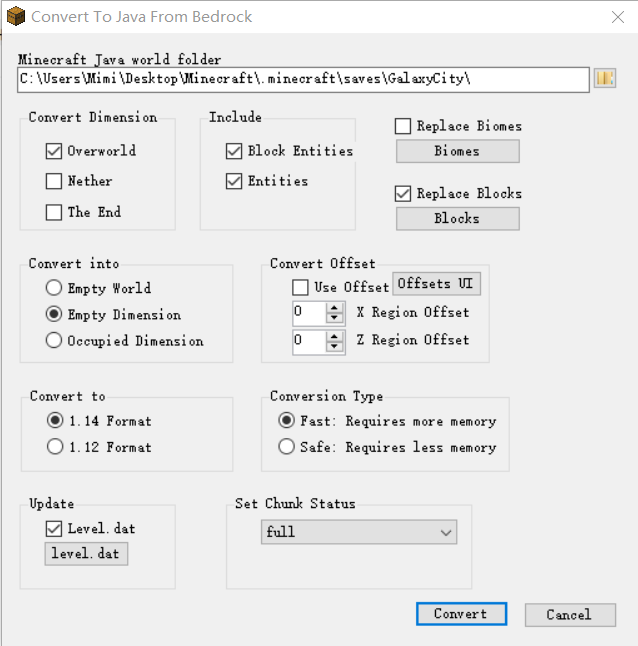 Convert To Java From Bedrock
Minecraft Java world folder
C:\Users\Mimi\Desktop\Minecraft\.minecraft\saves\GalaxyCity\
Convert Dimension
Overworld
Nether
The End
Include
Block Entities
Entities
Replace Biomes
Biomes
Replace Blocks
Blocks
Convert into
Empty World
Empty Dimension
Occupied Dimension
Convert Offset
Use Offset
Offsets UI
0
X Region Offset
0
Z Region Offset
Convert to
1.14 Format
1.12 Format
Conversion Type
Fast: Requires more memory
Safe: Requires less memory
Update
Level.dat
level.dat
Set Chunk Status
full
Convert
Cancel